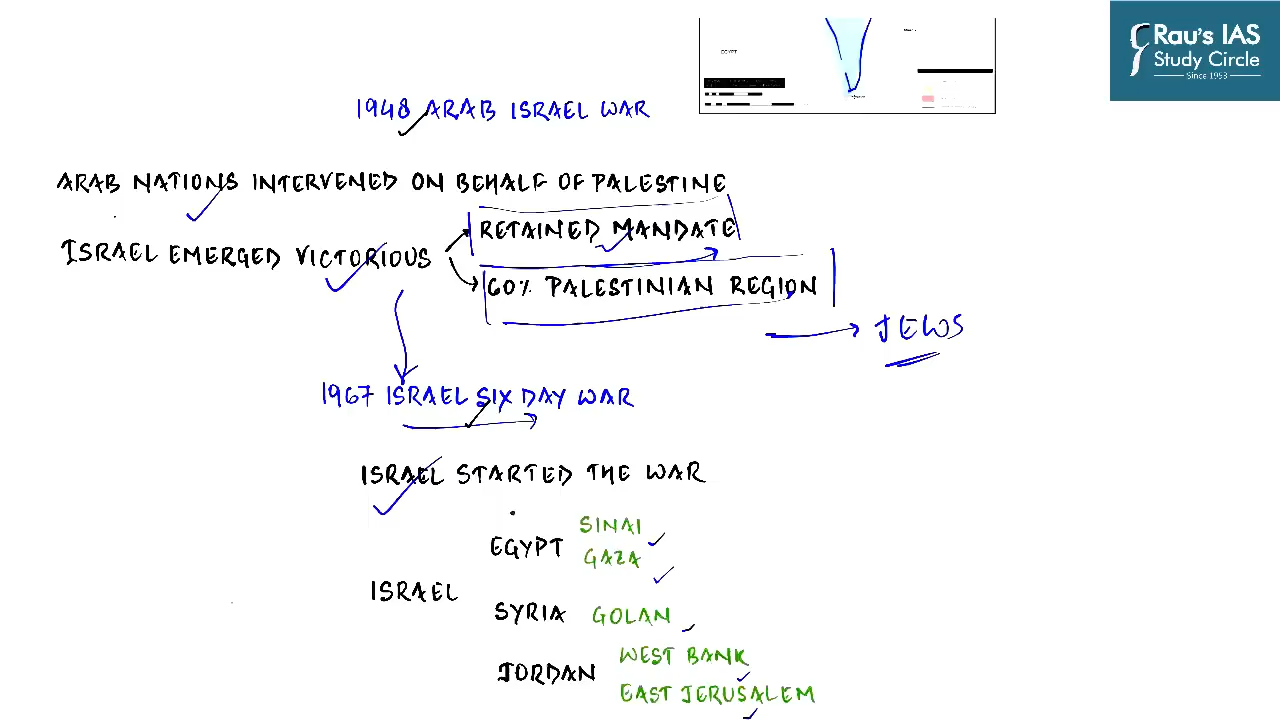 Rau's IAS
Study Circle
Since 1953
EGYPT
1948 ARAB ISRAEL WAR
ARAB NATIONS INTERVENED ON BEHALF OF PALESTINE
RETAINED MANDATE
ISRAEL EMERGED VICTORIOUS
60% PALESTINIAN REGION
JEWS
1967 ISRAEL SIX DAY WAR
ISRAEL STARTED THE WAR
SINAI
EGYPT
GAZA
ISRAEL
SYRIA GOLAN
WEST BANK
JORDAN
EAST JERUSALEM